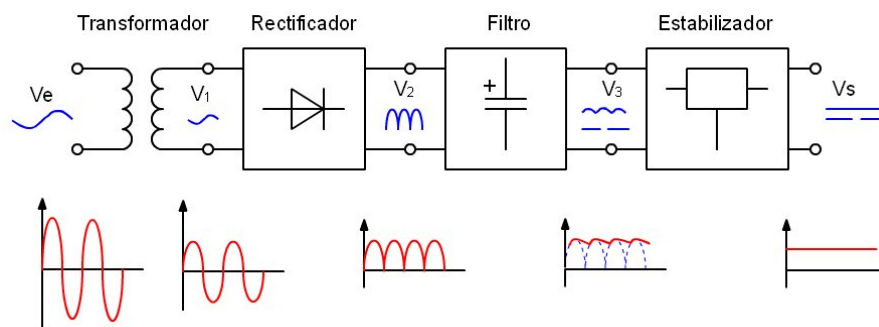 Transformador Rectificador Filtro Estabilizador
Ve V₁ V₂ + V₃ Vs